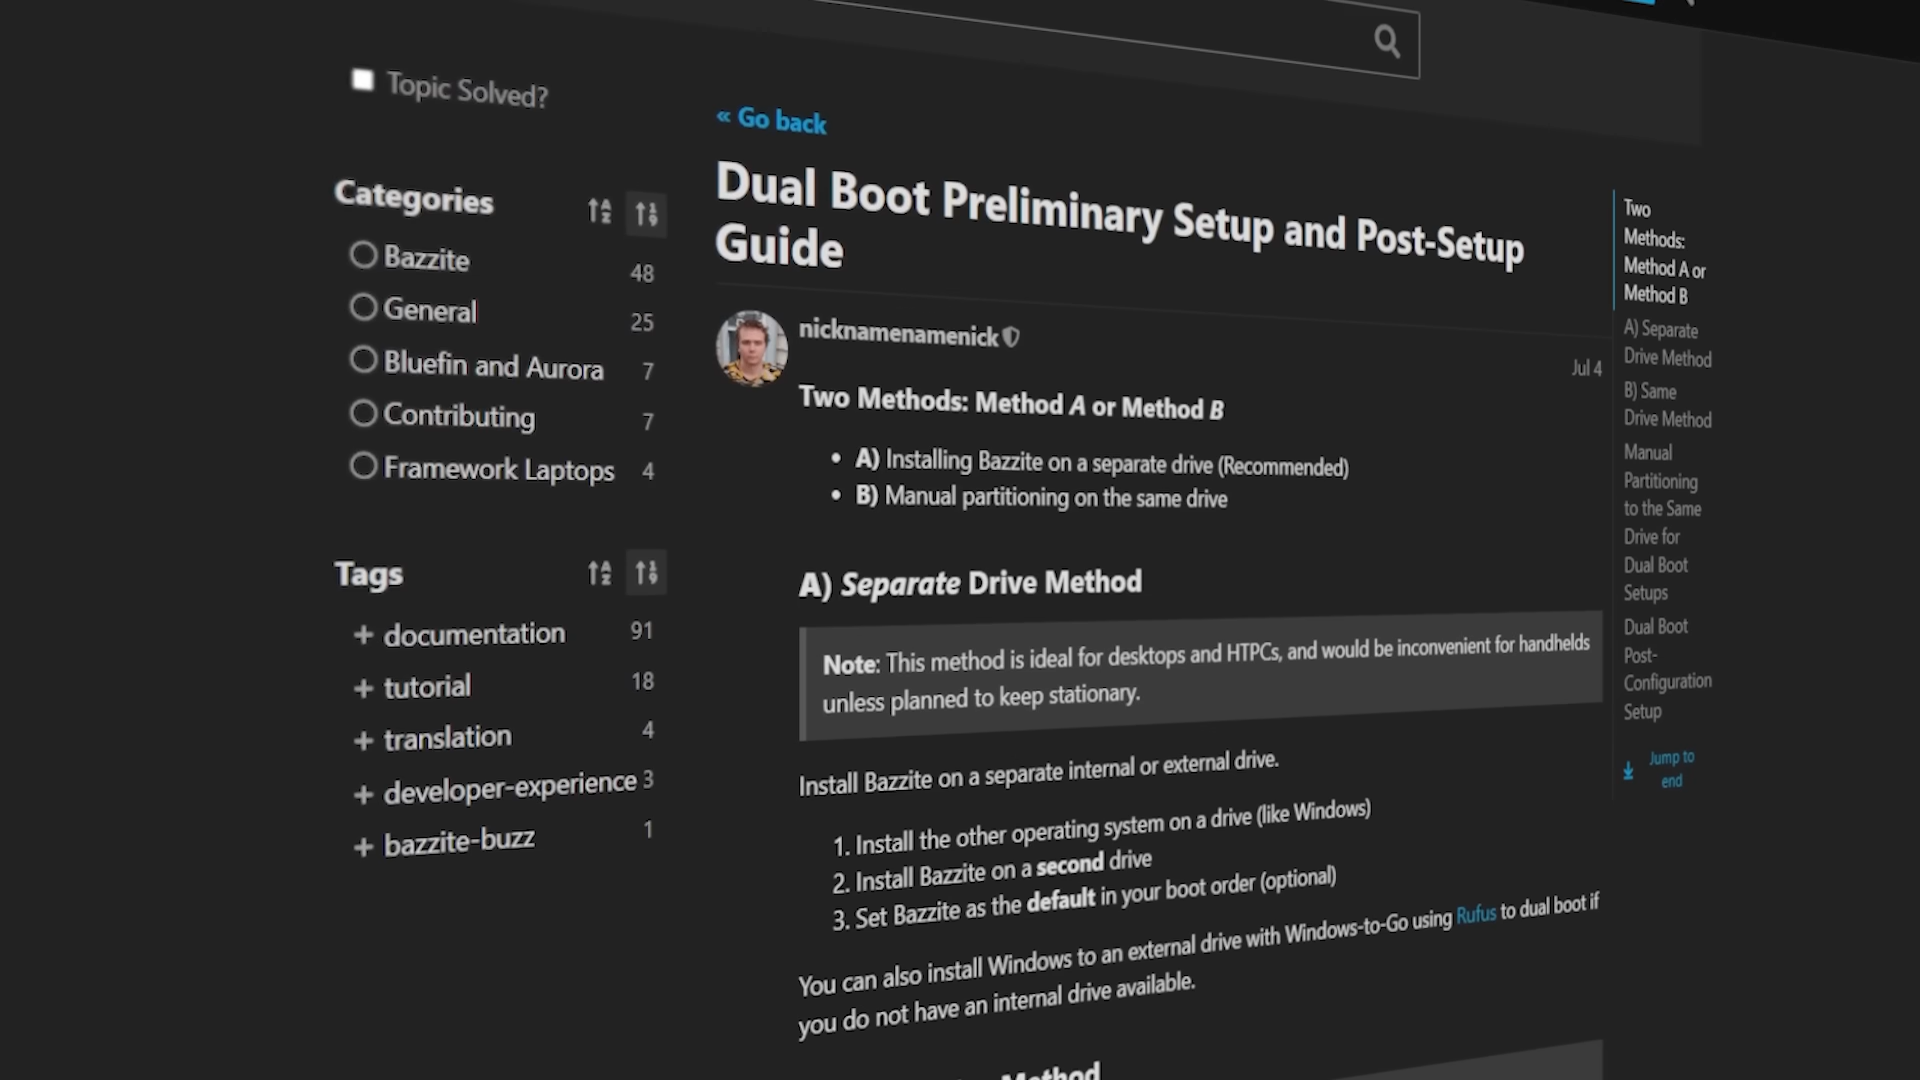 Topic Solved?
Categories
Bazzite 48
General 25
Bluefin and Aurora 7
Contributing 7
Framework Laptops 4
Tags
+ documentation 91
+ tutorial 18
+ translation 4
+ developer-experience 3
+ bazzite-buzz 1
« Go back
Dual Boot Preliminary Setup and Post-Setup
Guide
nicknamenamenick
Jul 4
Two Methods: Method A or Method B
• A) Installing Bazzite on a separate drive (Recommended)
• B) Manual partitioning on the same drive
A) Separate Drive Method
Note: This method is ideal for desktops and HTPCs, and would be inconvenient for handhelds
unless planned to keep stationary.
Install Bazzite on a separate internal or external drive.
1. Install the other operating system on a drive (like Windows)
2. Install Bazzite on a second drive
3. Set Bazzite as the default in your boot order (optional)
You can also install Windows to an external drive with Windows-to-Go using Rufus to dual boot if
you do not have an internal drive available.
Method
Two
Methods:
Method A or
Method B
A) Separate
Drive Method
B) Same
Drive Method
Manual
Partitioning
to the Same
Drive for
Dual Boot
Setups
Dual Boot
Post-
Configuration
Setup
Jump to
end